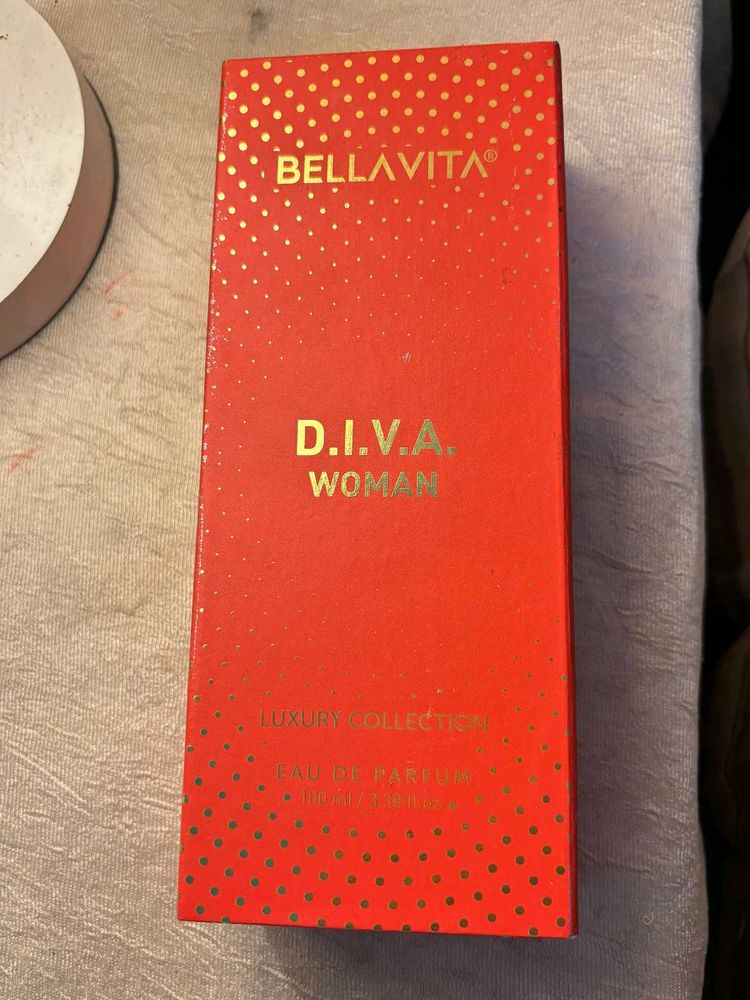 BELLAVITA®
D.I.V.A.
WOMAN
LUXURY COLLECTION
EAU DE PARFUM
100 ml / 3.38 fl.oz.